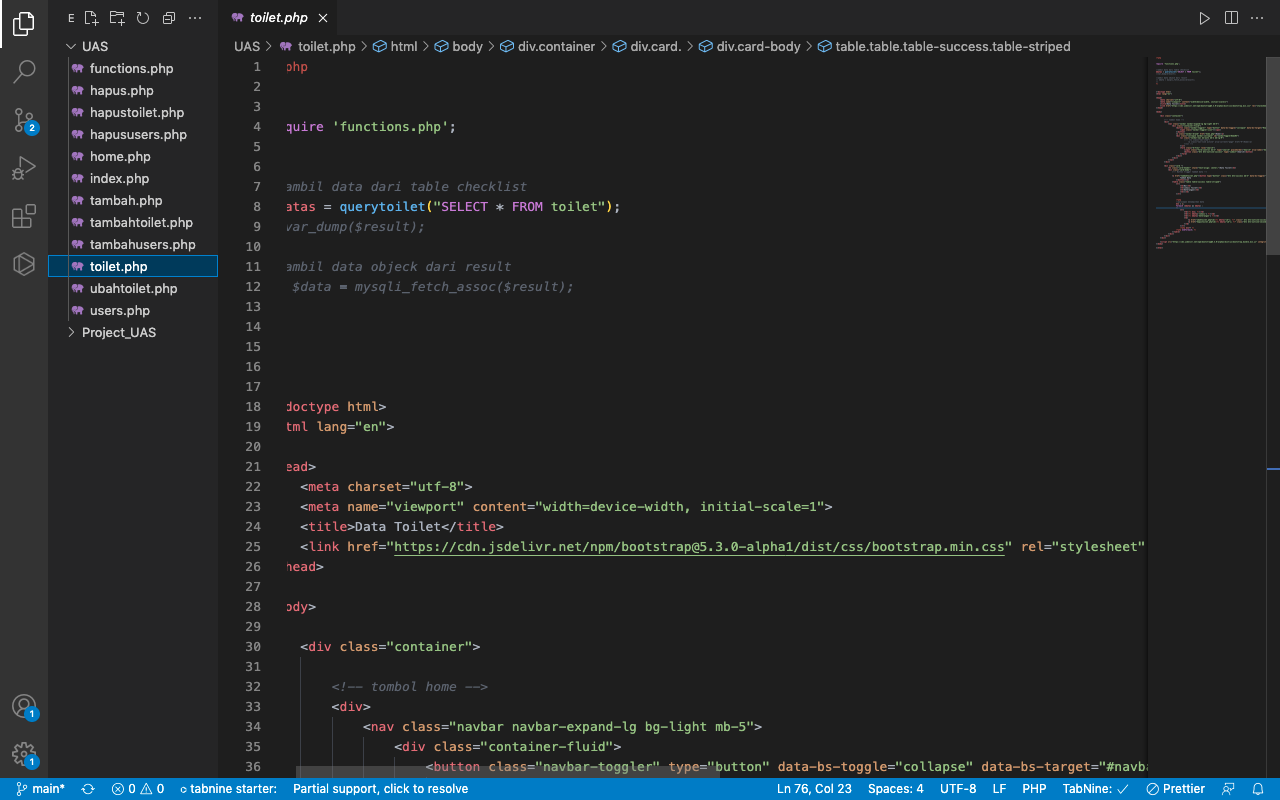 E
toilet.php
UAS
functions.php
hapus.php
hapustoilet.php
hapususers.php
home.php
index.php
tambah.php
tambahtoilet.php
tambahusers.php
toilet.php
ubahtoilet.php
users.php
Project_UAS
2
1
1
UAS > toilet.php > html > body > div.container > div.card. > div.card-body > table.table.table-success.table-striped
1 php
2
3
4 quire 'functions.php';
5
6
7 ambil data dari table checklist
8 atas = querytoilet("SELECT * FROM toilet");
9 var_dump($result);
10
11 ambil data objeck dari result
12 $data = mysqli_fetch_assoc($result);
13
14
15
16
17
18 doctype html>
19 tml lang="en">
20
21 ead>
22 <meta charset="utf-8">
23 <meta name="viewport" content="width=device-width, initial-scale=1">
24 <title>Data Toilet</title>
25 <link href="https://cdn.jsdelivr.net/npm/bootstrap@5.3.0-alpha1/dist/css/bootstrap.min.css" rel="stylesheet"
26 head>
27
28 ody>
29
30 <div class="container">
31
32 <!-- tombol home -->
33 <div>
34 <nav class="navbar navbar-expand-lg bg-light mb-5">
35 <div class="container-fluid">
36 <button class="navbar-toggler" type="button" data-bs-toggle="collapse" data-bs-target="#navba
main* 0 0 tabnine starter: Partial support, click to resolve Ln 76, Col 23 Spaces: 4 UTF-8 LF PHP TabNine: Prettier